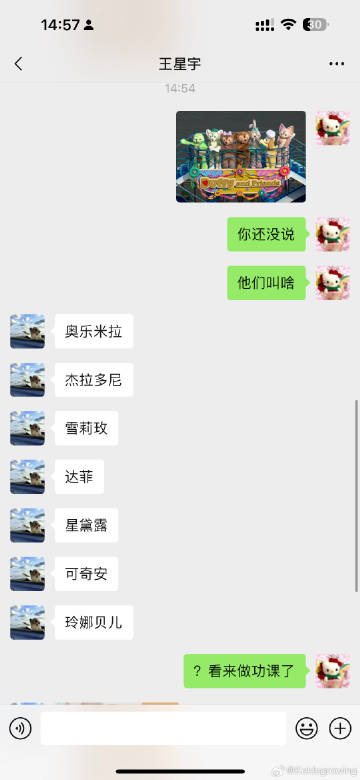 14:57
30
王星宇
14:54
and Friends
你还没说
他们叫啥
奥乐米拉
杰拉多尼
雪莉玫
达菲
星黛露
可奇安
玲娜贝儿
？看来做功课了